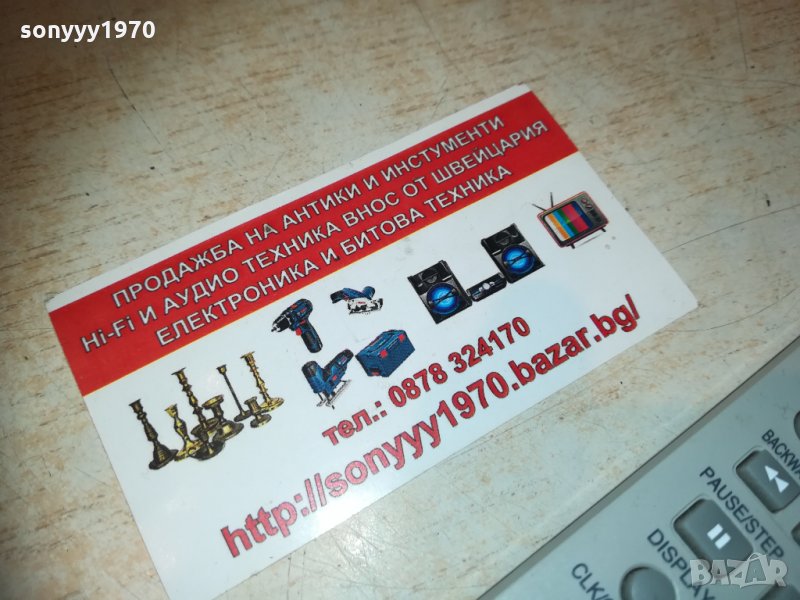 sonyyy1970
ПРОДАЖБА НА АНТИКИ И ИНСТУМЕНТИ
Hi-Fi И АУДИО ТЕХНИКА ВНОС ОТ ШВЕЙЦАРИЯ
ЕЛЕКТРОНИКА И БИТОВА ТЕХНИКА
тел.: 0878 324170
http://sonyyy1970.bazar.bg/
PAUSE/STEP
DISPLAY
BAZAR